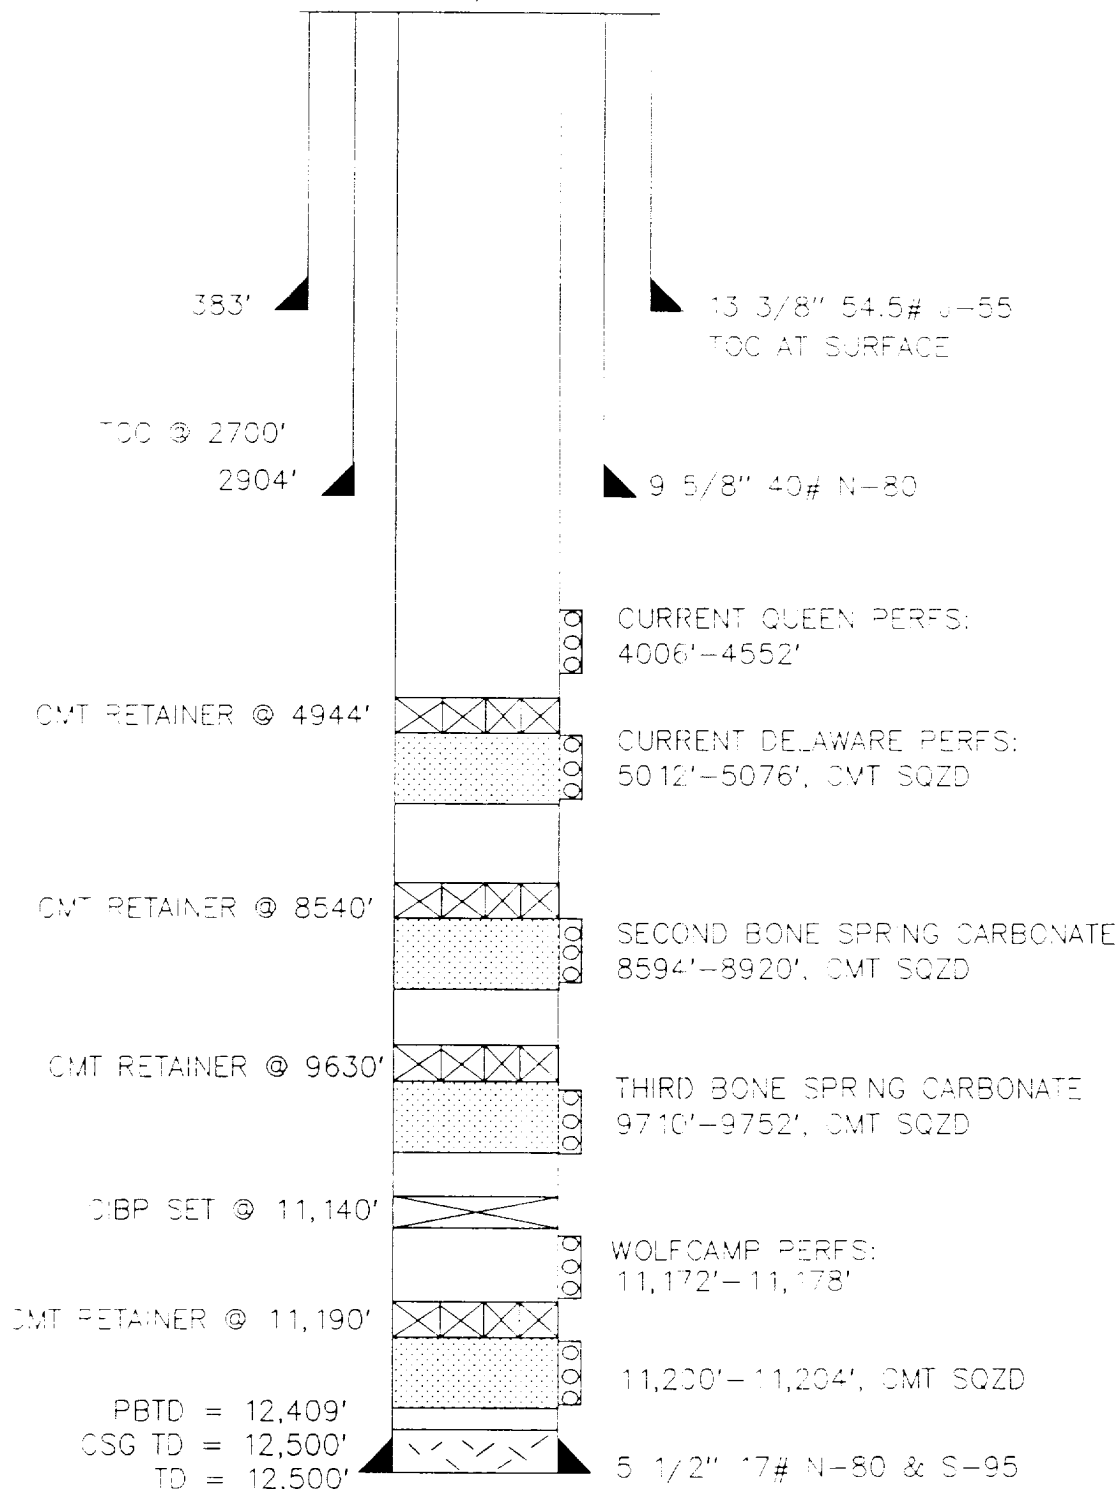 383'
13 3/8" 54.5# J-55
TOC AT SURFACE
TOC @ 2700'
2904'
9 5/8" 40# N-80
CURRENT QUEEN PERFS:
4006'-4552'
CMT RETAINER @ 4944'
CURRENT DELAWARE PERFS:
5012'-5076', CMT SQZD
CMT RETAINER @ 8540'
SECOND BONE SPRING CARBONATE
8594'-8920', CMT SQZD
CMT RETAINER @ 9630'
THIRD BONE SPRING CARBONATE
9710'-9752', CMT SQZD
CIBP SET @ 11,140'
WOLFCAMP PERFS:
11,172'-11,178'
CMT RETAINER @ 11,190'
11,200'-11,204', CMT SQZD
PBTD = 12,409'
CSG TD = 12,500'
TD = 12,500'
5 1/2" 17# N-80 & S-95